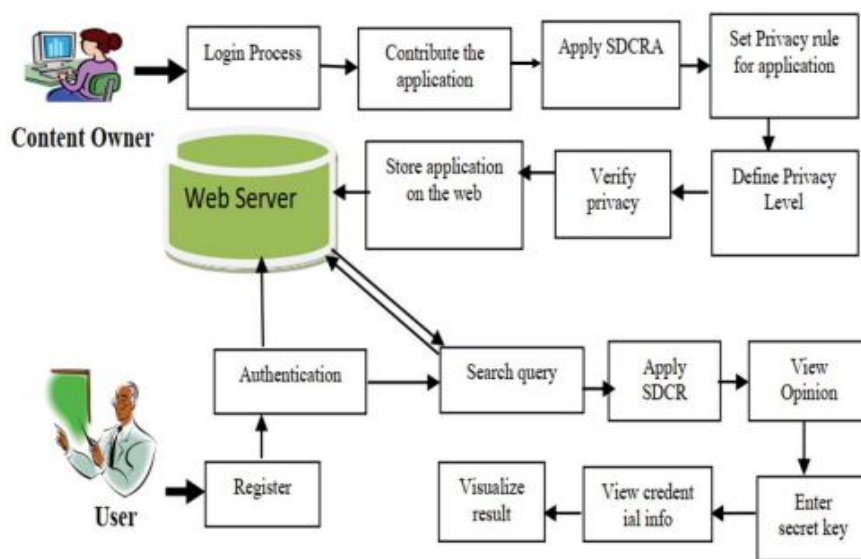 Login Process
Contribute the
application
Apply SDCRA
Set Privacy rule
for application
Content Owner
Web Server
Store application
on the web
Verify
privacy
Define Privacy
Level
Authentication
Search query
Apply
SDCR
View
Opinion
User
Register
Visualize
result
View credent
ial info
Enter
secret key